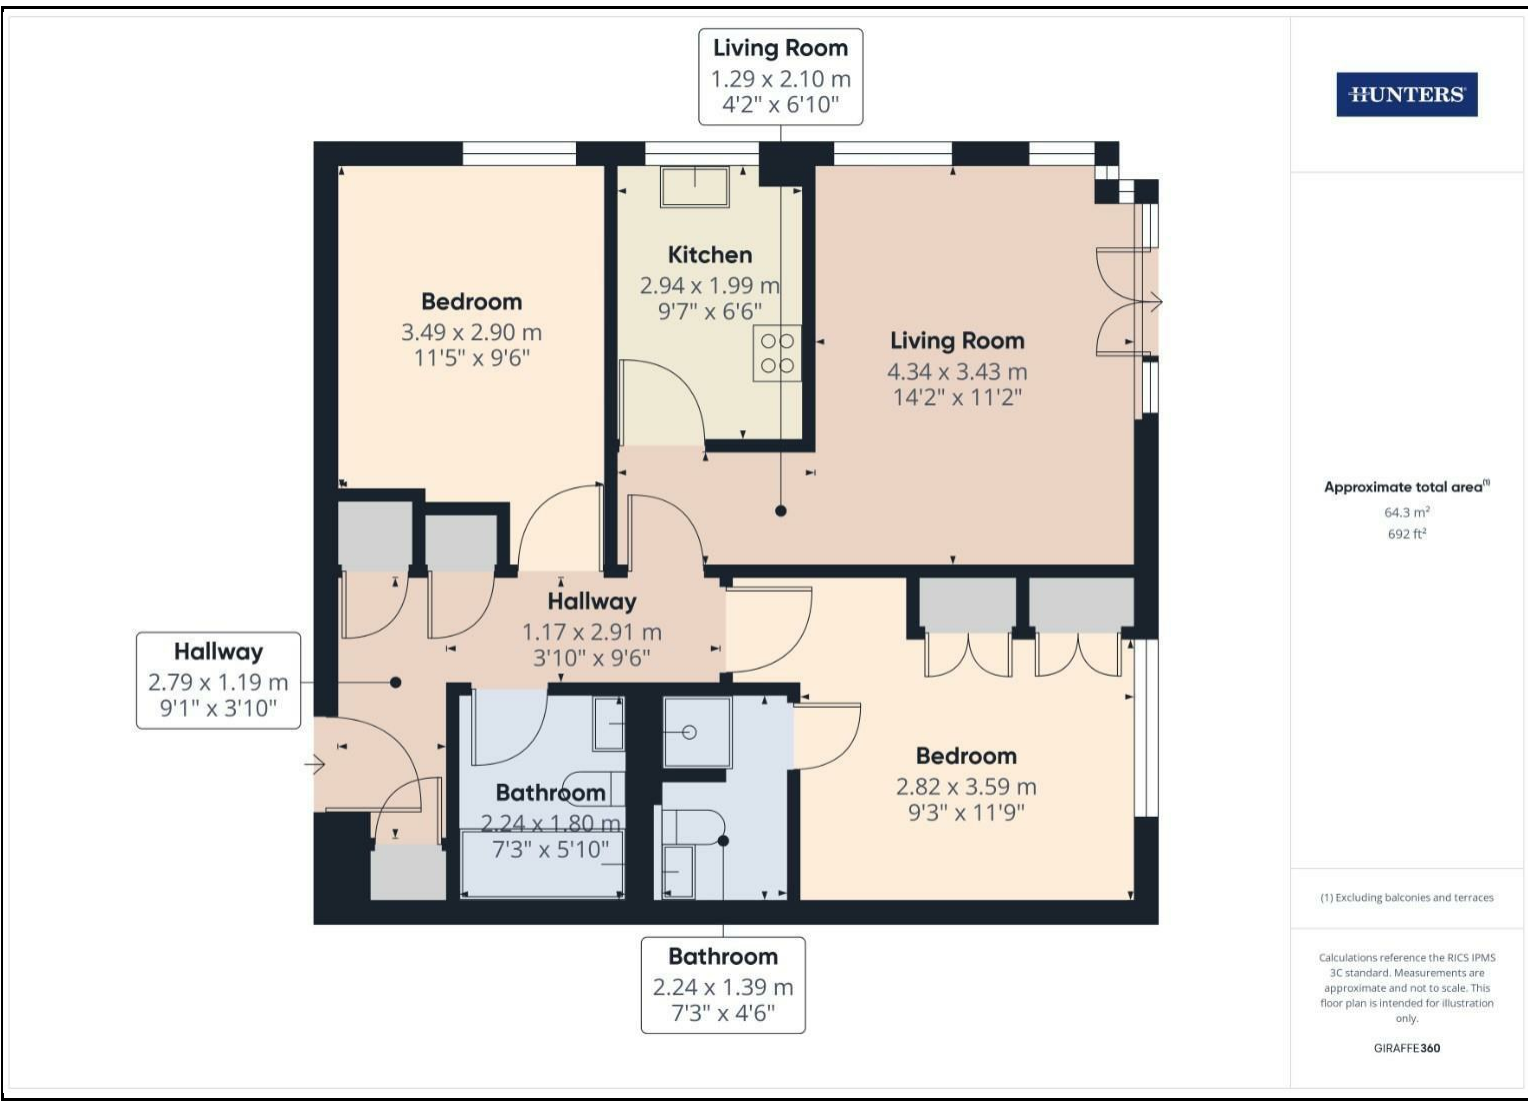 Living Room
1.29 x 2.10 m
4'2" x 6'10"
HUNTERS
Kitchen
2.94 x 1.99 m
9'7" x 6'6"
Bedroom
3.49 x 2.90 m
11'5" x 9'6"
Living Room
4.34 x 3.43 m
14'2" x 11'2"
Approximate total area(1)
64.3 m²
692 ft²
Hallway
1.17 x 2.91 m
3'10" x 9'6"
Hallway
2.79 x 1.19 m
9'1" x 3'10"
Bathroom
2.24 x 1.80 m
7'3" x 5'10"
Bedroom
2.82 x 3.59 m
9'3" x 11'9"
Bathroom
2.24 x 1.39 m
7'3" x 4'6"
(1) Excluding balconies and terraces
Calculations reference the RICS IPMS
3C standard. Measurements are
approximate and not to scale. This
floor plan is intended for illustration
only.
GIRAFFE360